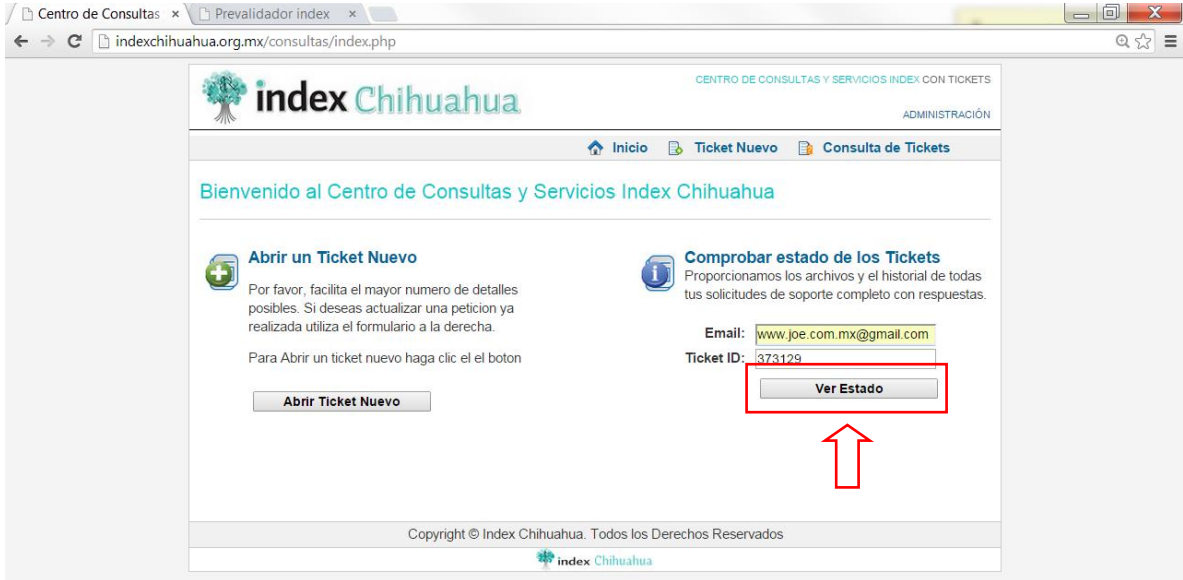 Centro de Consultas
Prevalidador index
indexchihuahua.org.mx/consultas/index.php
index Chihuahua
CENTRO DE CONSULTAS Y SERVICIOS INDEX CON TICKETS
ADMINISTRACIÓN
Inicio Ticket Nuevo Consulta de Tickets
Bienvenido al Centro de Consultas y Servicios Index Chihuahua
Abrir un Ticket Nuevo
Por favor, facilita el mayor numero de detalles
posibles. Si deseas actualizar una peticion ya
realizada utiliza el formulario a la derecha.
Para Abrir un ticket nuevo haga clic el el boton
Abrir Ticket Nuevo
Comprobar estado de los Tickets
Proporcionamos los archivos y el historial de todas
tus solicitudes de soporte completo con respuestas.
Email: www.joe.com.mx@gmail.com
Ticket ID: 373129
Ver Estado
Copyright © Index Chihuahua. Todos los Derechos Reservados
index Chihuahua